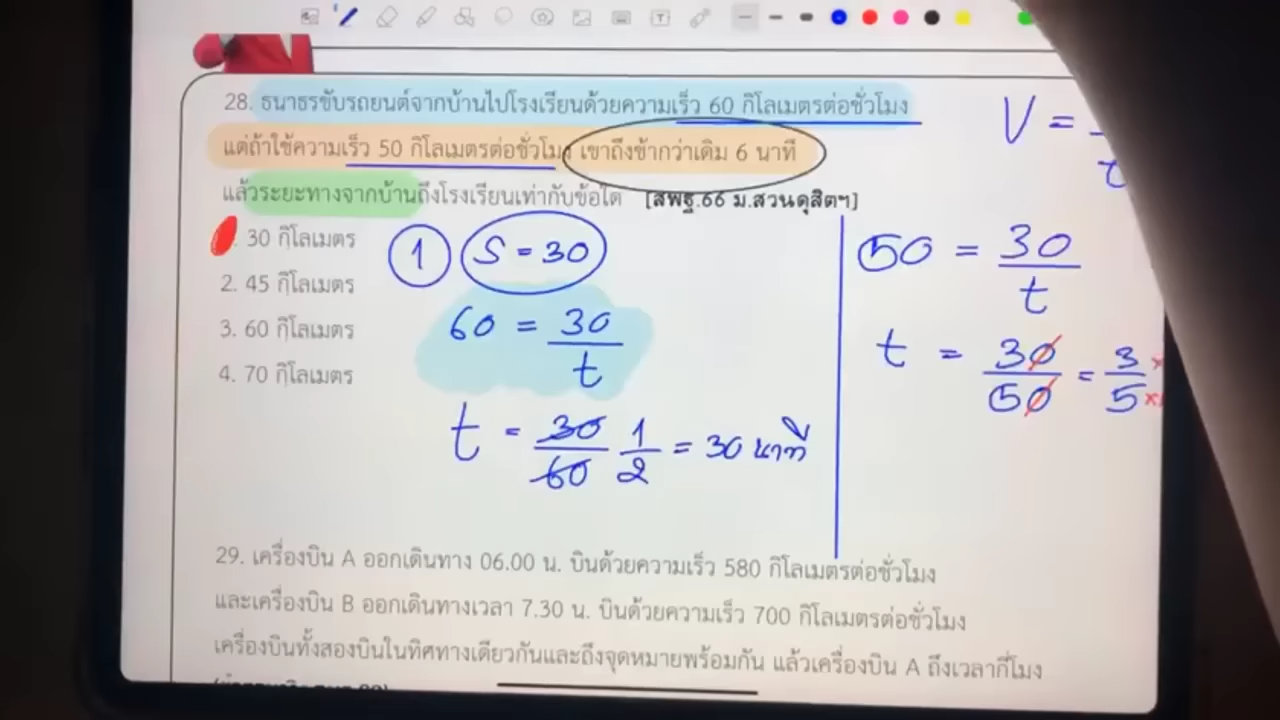 28. ธนาธรขับรถยนต์จากบ้านไปโรงเรียนด้วยความเร็ว 60 กิโลเมตรต่อชั่วโมง
แต่ถ้าใช้ความเร็ว 50 กิโลเมตรต่อชั่วโมง เขาถึงช้ากว่าเดิม 6 นาที
แล้วระยะทางจากบ้านถึงโรงเรียนเท่ากับข้อใด [สพฐ.66 ม.สวนดุสิตฯ]
30 กิโลเมตร
2. 45 กิโลเมตร
3. 60 กิโลเมตร
4. 70 กิโลเมตร
1 S = 30
60 = 30/t
t = 30/60 1/2 = 30 นาที
V = /t
50 = 30/t
t = 30/50 = 3/5
29. เครื่องบิน A ออกเดินทาง 06.00 น. บินด้วยความเร็ว 580 กิโลเมตรต่อชั่วโมง
และเครื่องบิน B ออกเดินทางเวลา 7.30 น. บินด้วยความเร็ว 700 กิโลเมตรต่อชั่วโมง
เครื่องบินทั้งสองบินในทิศทางเดียวกันและถึงจุดหมายพร้อมกัน แล้วเครื่องบิน A ถึงเวลากี่โมง